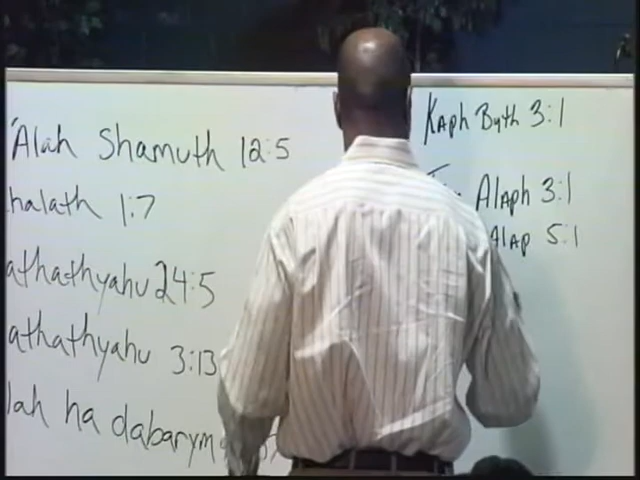 'Alah Shamuth 12:5
halath 1:7
athathyahu 24:5
athathyahu 3:13
lah ha dabarym
Kaph Byth 3:1
Alaph 3:1
Alap 5:1